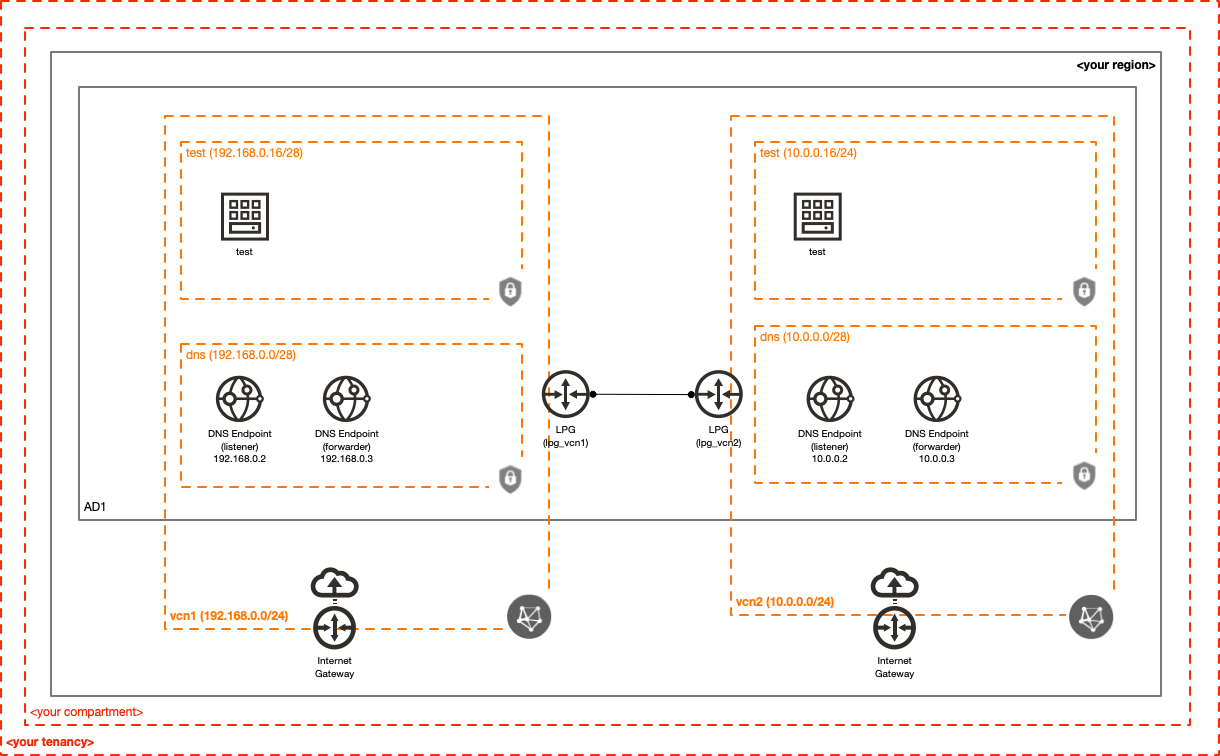 <your region>
test (192.168.0.16/28)
test
test (10.0.0.16/24)
test
dns (192.168.0.0/28)
DNS Endpoint
(listener)
192.168.0.2
DNS Endpoint
(forwarder)
192.168.0.3
LPG
(lpg_vcn1)
LPG
(lpg_vcn2)
dns (10.0.0.0/28)
DNS Endpoint
(listener)
10.0.0.2
DNS Endpoint
(forwarder)
10.0.0.3
AD1
vcn1 (192.168.0.0/24)
Internet
Gateway
vcn2 (10.0.0.0/24)
Internet
Gateway
<your compartment>
<your tenancy>